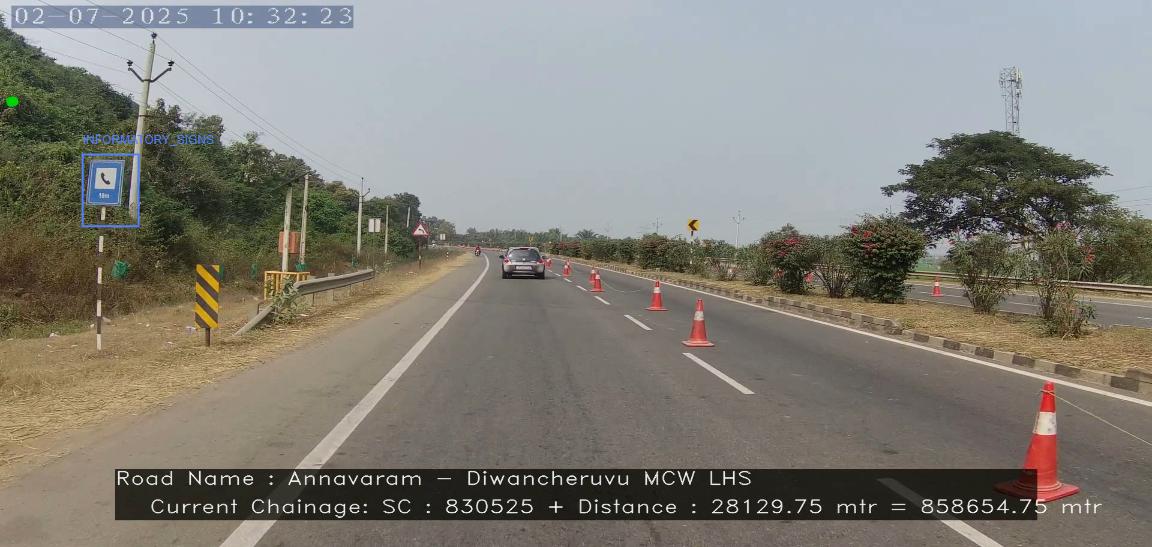 02-07-2025 10:32:23
INFORMATORY_SIGNS
Road Name : Annavaram - Diwancheruvu MCW LHS
Current Chainage: SC : 830525 + Distance : 28129.75 mtr = 858654.75 mtr